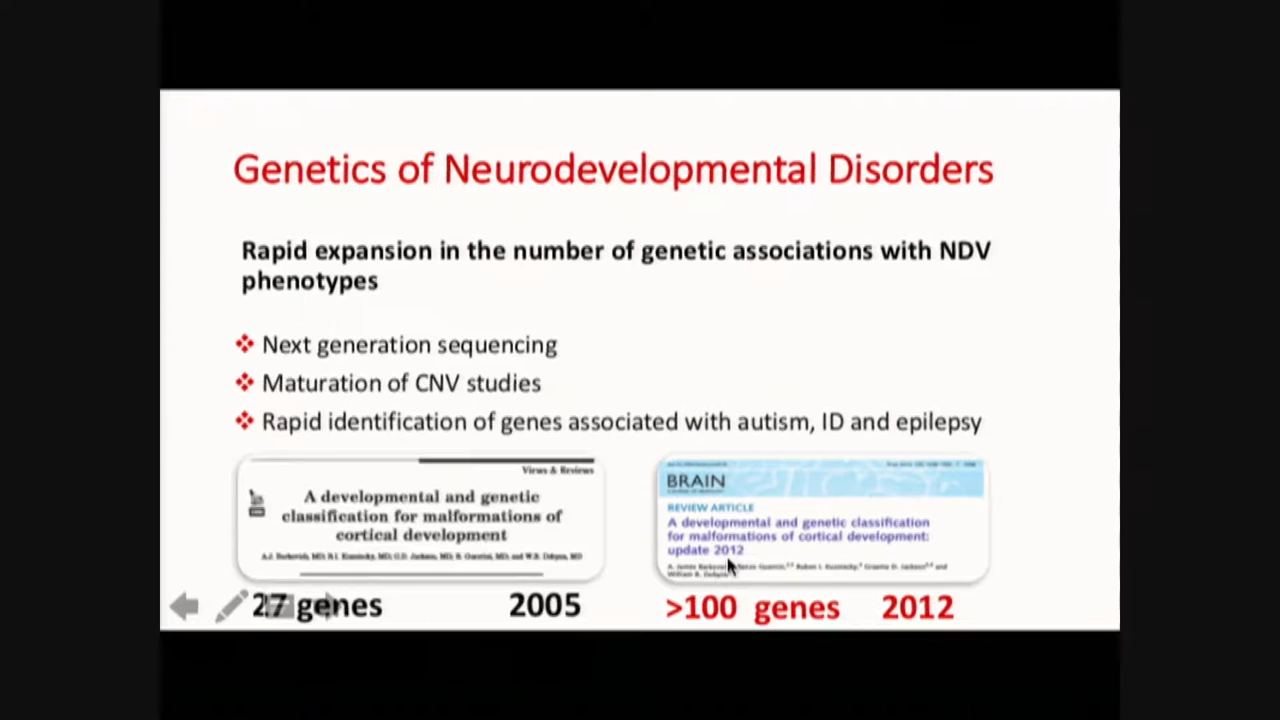 Genetics of Neurodevelopmental Disorders
Rapid expansion in the number of genetic associations with NDV
phenotypes
Next generation sequencing
Maturation of CNV studies
Rapid identification of genes associated with autism, ID and epilepsy
Views & Reviews
A developmental and genetic
classification for malformations of
cortical development
BRAIN
REVIEW ARTICLE
A developmental and genetic classification
for malformations of cortical development:
update 2012
27 genes 2005
>100 genes 2012